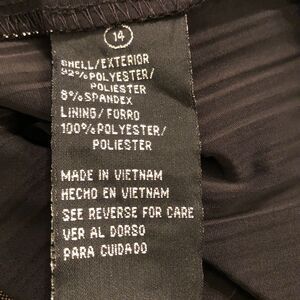 14
SHELL/EXTERIOR
92%POLYESTER/
POLIESTER
8%SPANDEX
LINING/FORRO
100%POLYESTER/
POLIESTER
MADE IN VIETNAM
HECHO EN VIETNAM
SEE REVERSE FOR CARE
VER AL DORSO
PARA CUIDADO